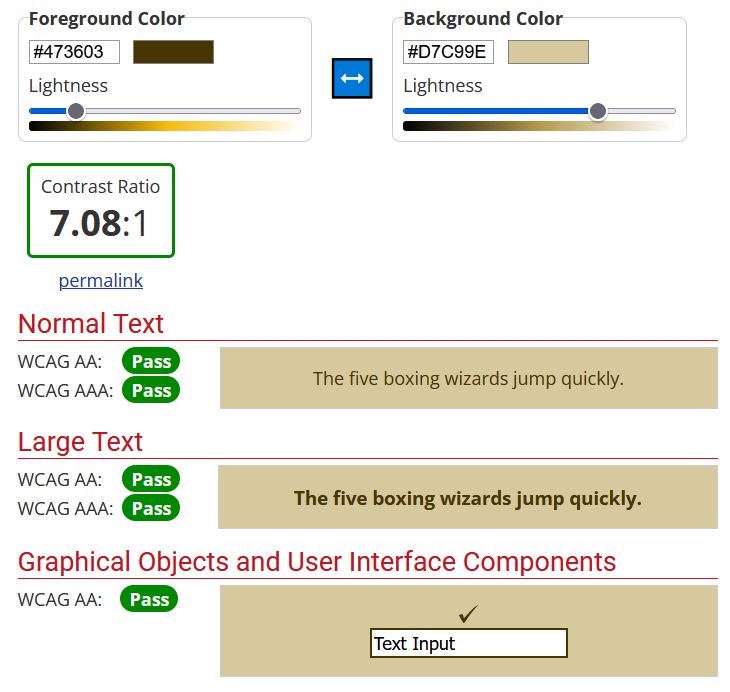 Foreground Color
#473603
Lightness
Background Color
#D7C99E
Lightness
Contrast Ratio
7.08:1
permalink
Normal Text
WCAG AA: Pass
WCAG AAA: Pass
The five boxing wizards jump quickly.
Large Text
WCAG AA: Pass
WCAG AAA: Pass
The five boxing wizards jump quickly.
Graphical Objects and User Interface Components
WCAG AA: Pass
✓
Text Input